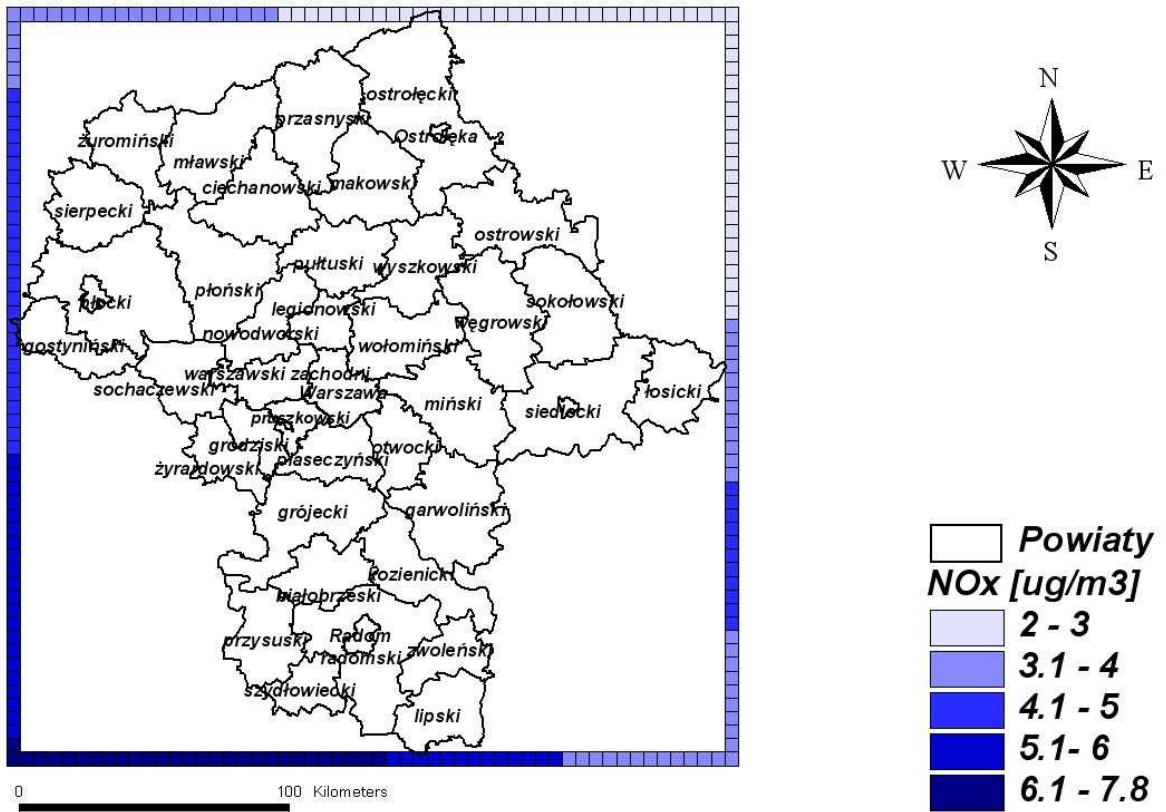 ostrołęcki
przasnyski
Ostrołęka
żuromiński
mławski
ciechanowski
makowski
sierpecki
ostrowski
pułtuski
wyszkowski
płoński
sokołowski
płocki
legionowski
węgrowski
nowodworski
gostyniński
wołomiński
warszawski zachodni
sochaczewski
Warszawa
miński
siedlecki
łosicki
pruszkowski
grodziski
otwocki
piaseczyński
żyrardowski
grójecki
garwoliński
kozienicki
białobrzeski
przysuski
Radom
zwoleński
radomski
szydłowiecki
lipski
0 100 Kilometers
N
W E
S
Powiaty
NOx [ug/m3]
2 - 3
3.1 - 4
4.1 - 5
5.1- 6
6.1 - 7.8